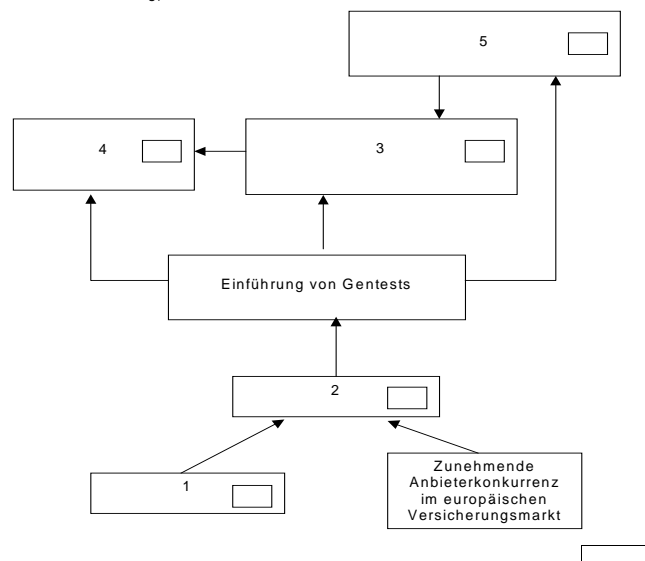 5
4
3
Einführung von Gentests
2
1
Zunehmende
Anbieterkonkurrenz
im europäischen
Versicherungsmarkt